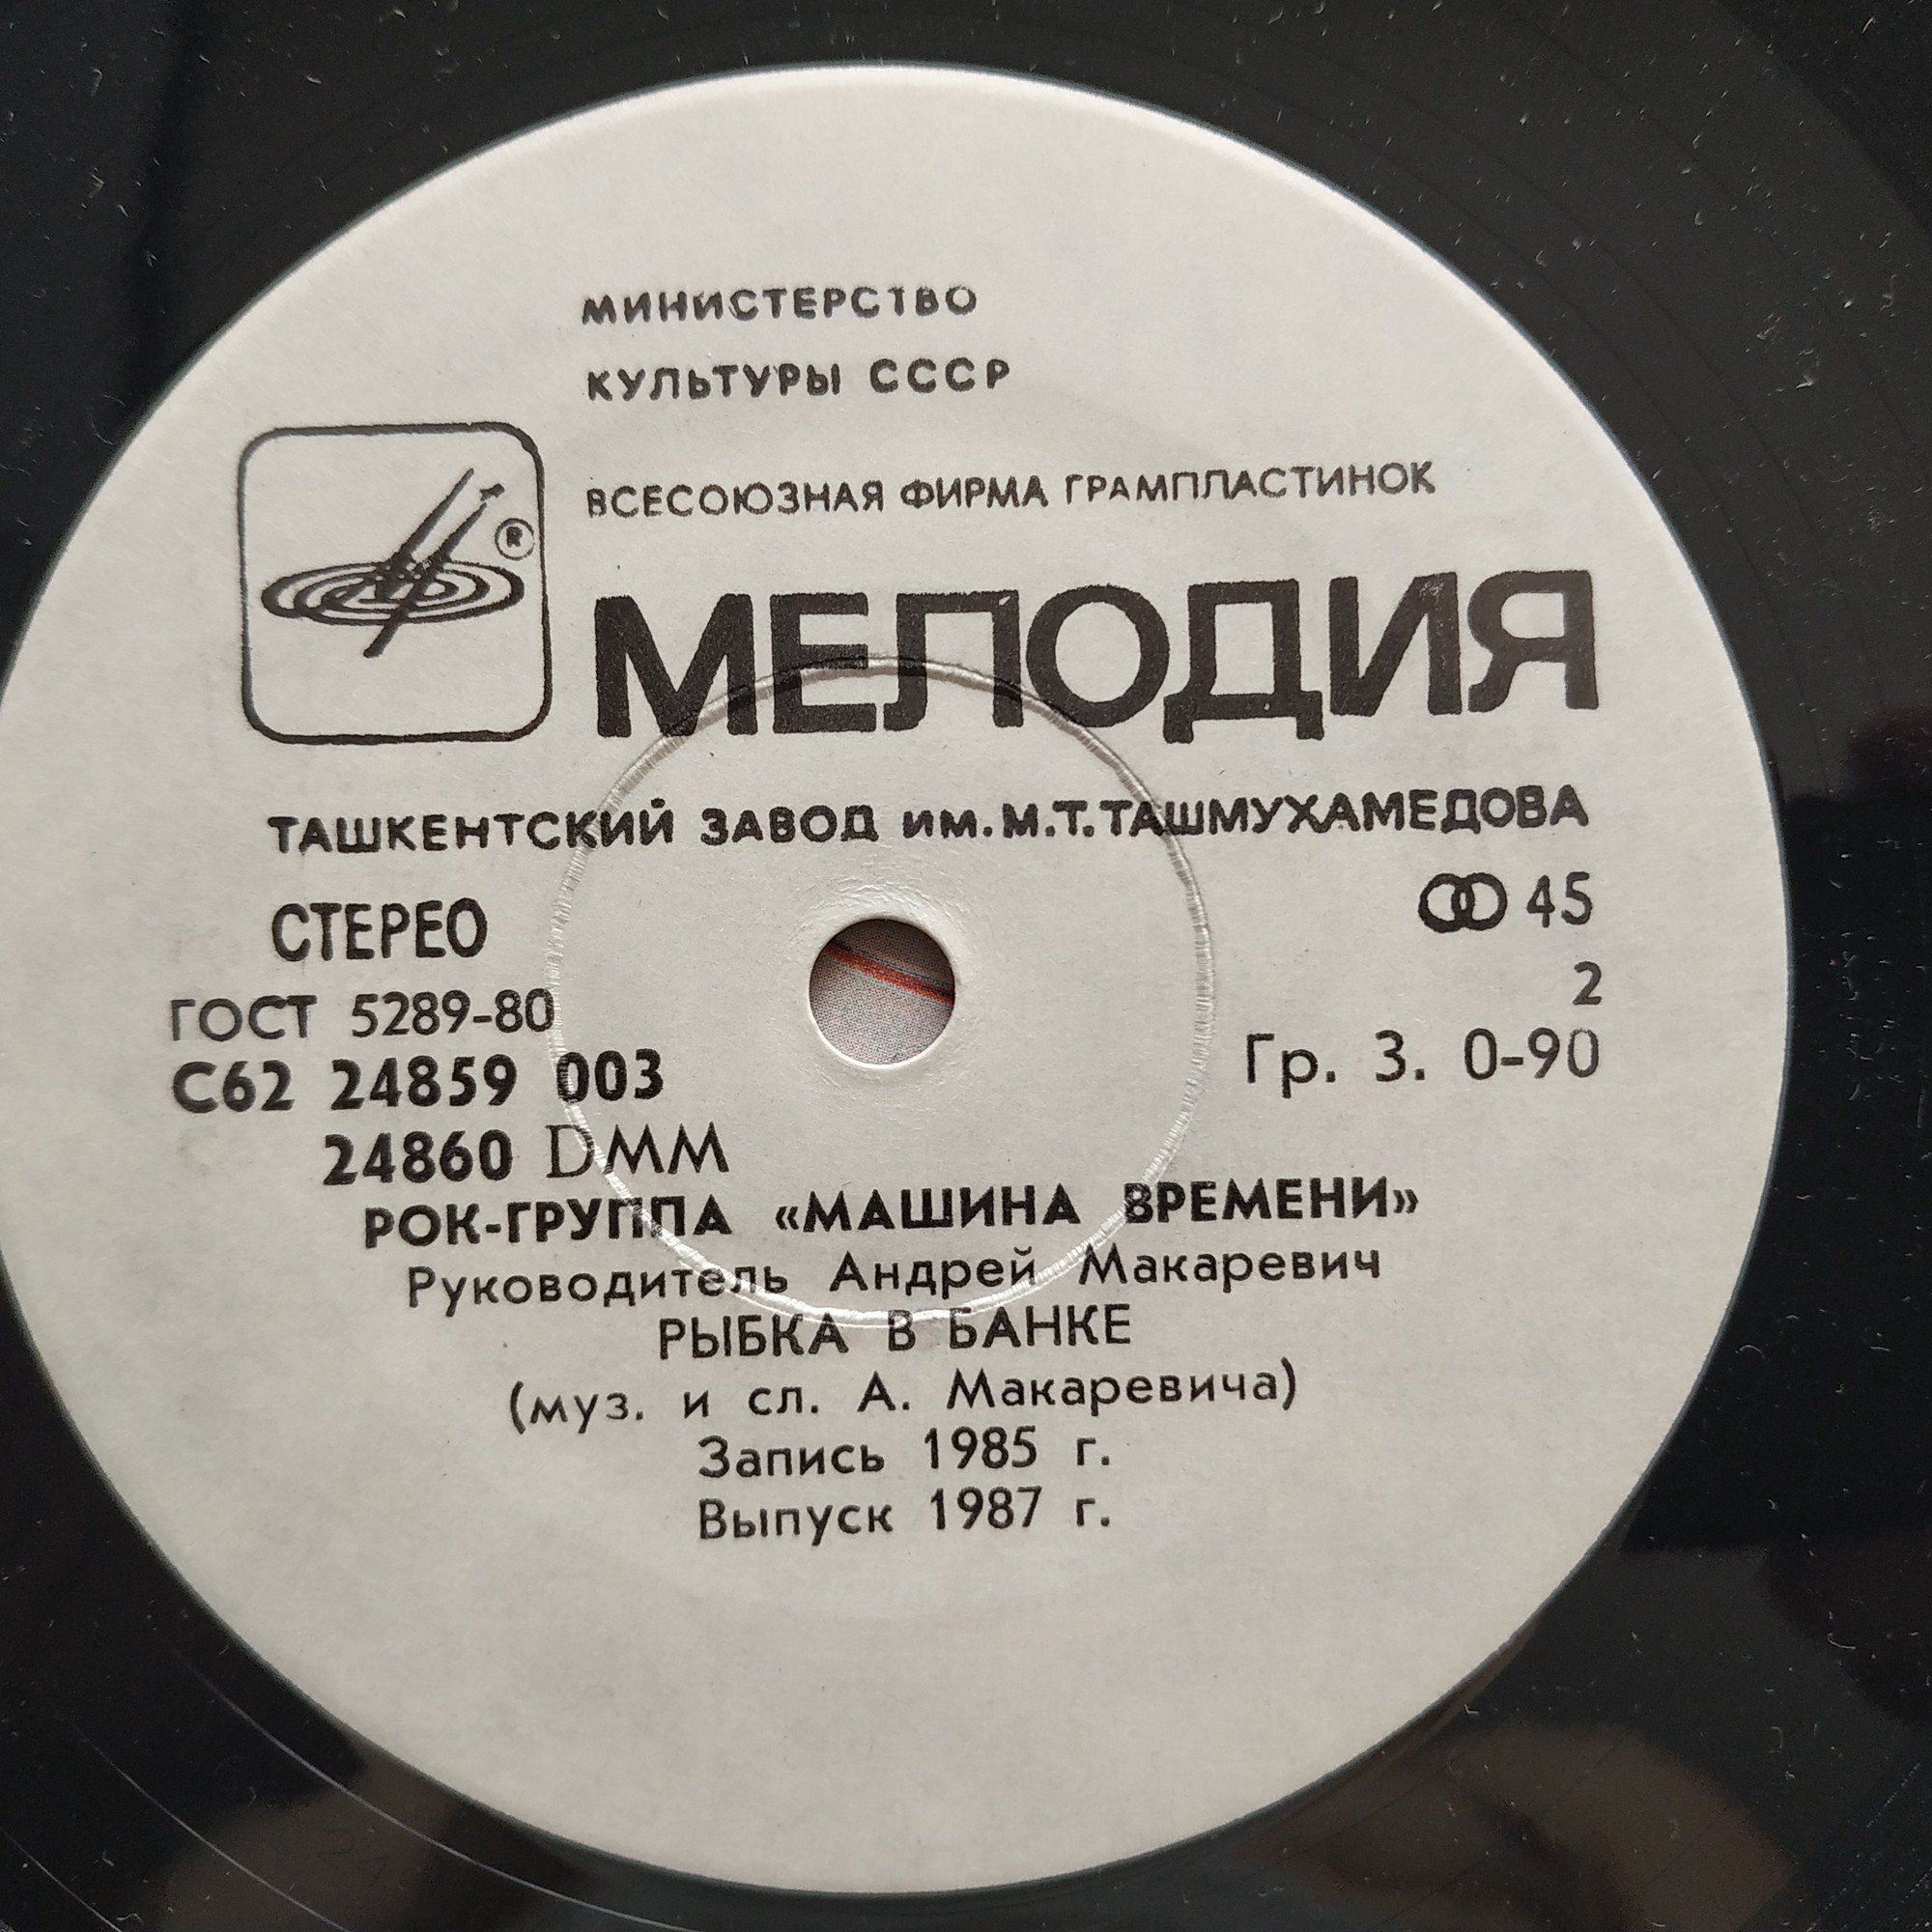 МИНИСТЕРСТВО
КУЛЬТУРЫ СССР
ВСЕСОЮЗНАЯ ФИРМА ГРАМПЛАСТИНОК
®
МЕЛОДИЯ
ТАШКЕНТСКИЙ ЗАВОД им. М.Т. ТАШМУХАМЕДОВА
СТЕРЕО 45
ГОСТ 5289-80 2
С62 24859 003 Гр. 3. 0-90
24860 DMM
РОК-ГРУППА «МАШИНА ВРЕМЕНИ»
Руководитель Андрей Макаревич
РЫБКА В БАНКЕ
(муз. и сл. А. Макаревича)
Запись 1985 г.
Выпуск 1987 г.